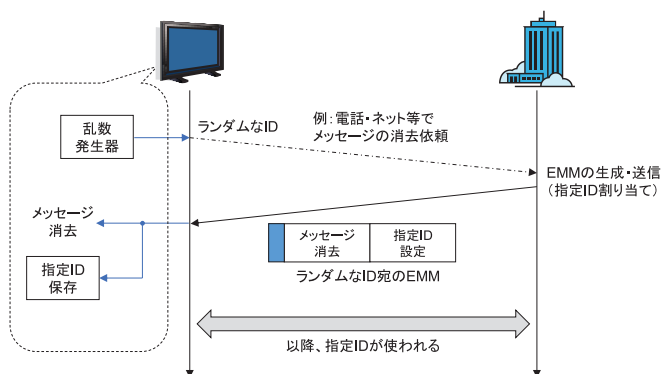 乱数
発生器
ランダムなID
例：電話・ネット等で
メッセージの消去依頼
EMMの生成・送信
（指定ID割り当て）
メッセージ
消去
指定ID
保存
メッセージ
消去
指定ID
設定
ランダムなID宛のEMM
以降、指定IDが使われる